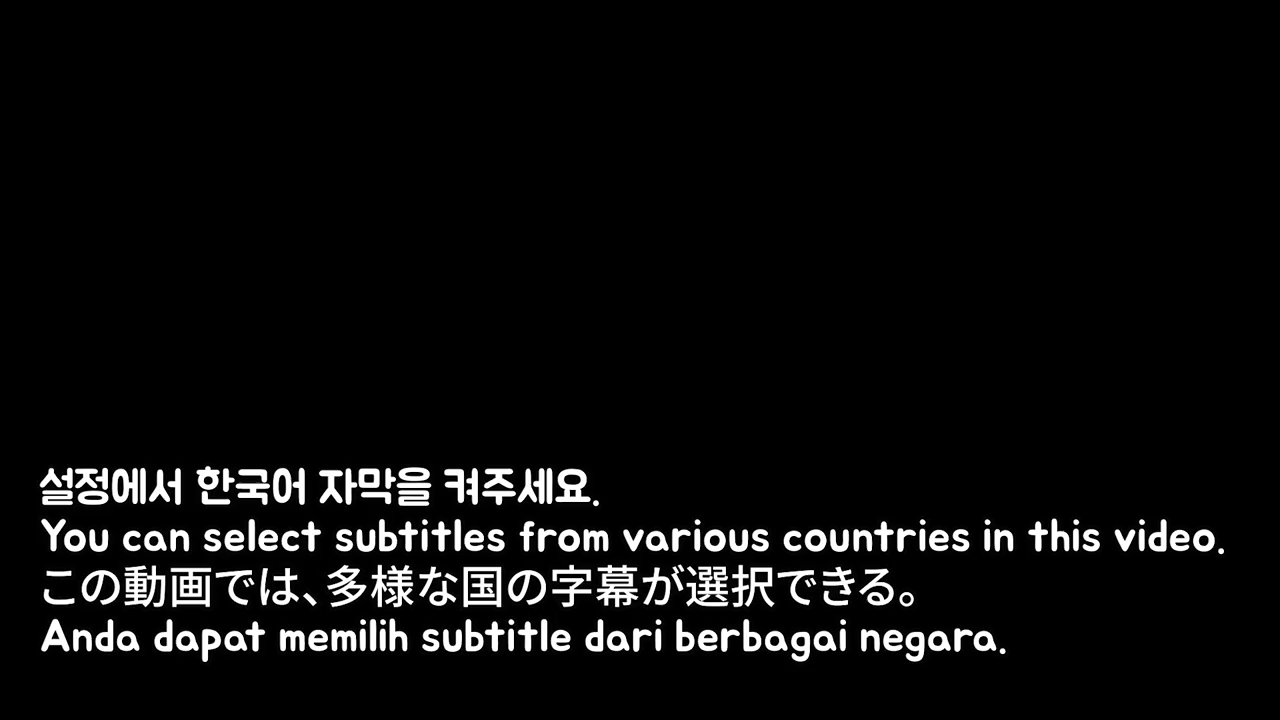 설정에서 한국어 자막을 켜주세요.
You can select subtitles from various countries in this video.
この動画では、多様な国の字幕が選択できる。
Anda dapat memilih subtitle dari berbagai negara.